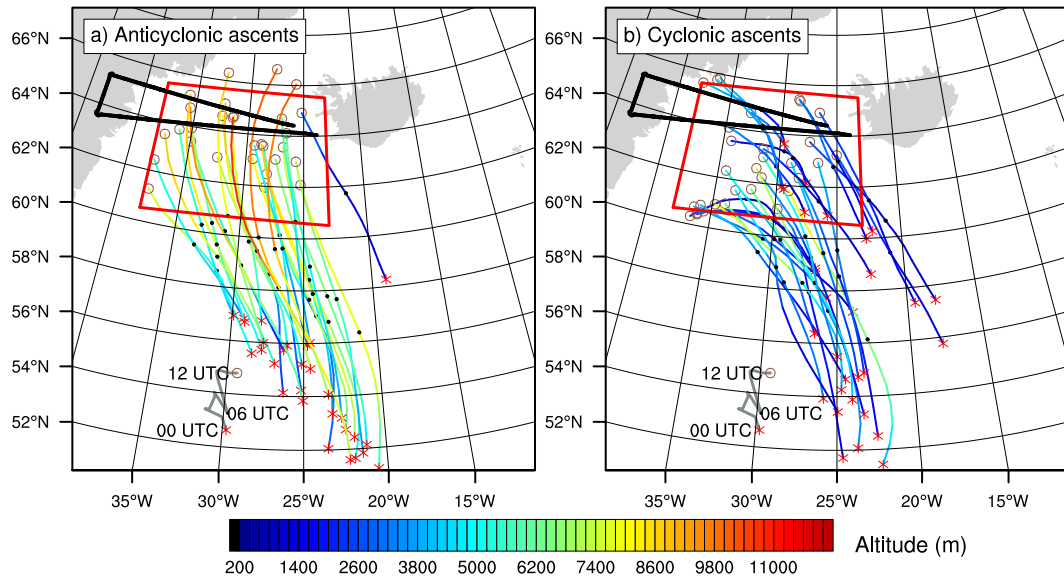 a) Anticyclonic ascents
b) Cyclonic ascents
66°N
64°N
62°N
60°N
58°N
56°N
54°N
52°N
12 UTC
06 UTC
00 UTC
35°W
30°W
25°W
20°W
15°W
66°N
64°N
62°N
60°N
58°N
56°N
54°N
52°N
12 UTC
06 UTC
00 UTC
35°W
30°W
25°W
20°W
15°W
200 1400 2600 3800 5000 6200 7400 8600 9800 11000
Altitude (m)